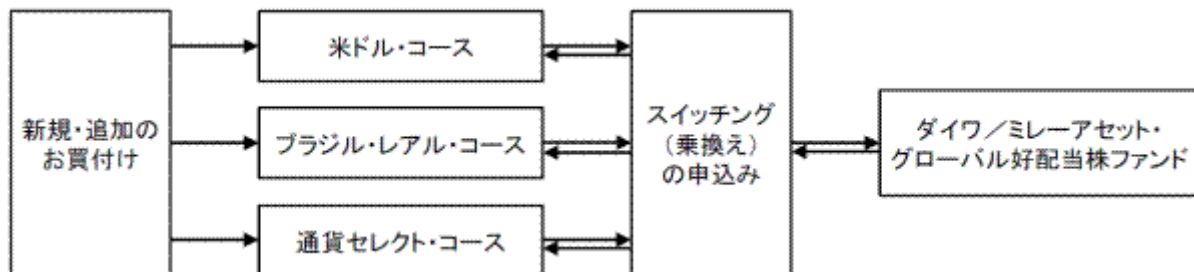 新規・追加の
お買付け
米ドル・コース
ブラジル・レアル・コース
通貨セレクト・コース
スイッチング
(乗換え)
の申込み
ダイワ/ミレーアセット・
グローバル好配当株ファンド